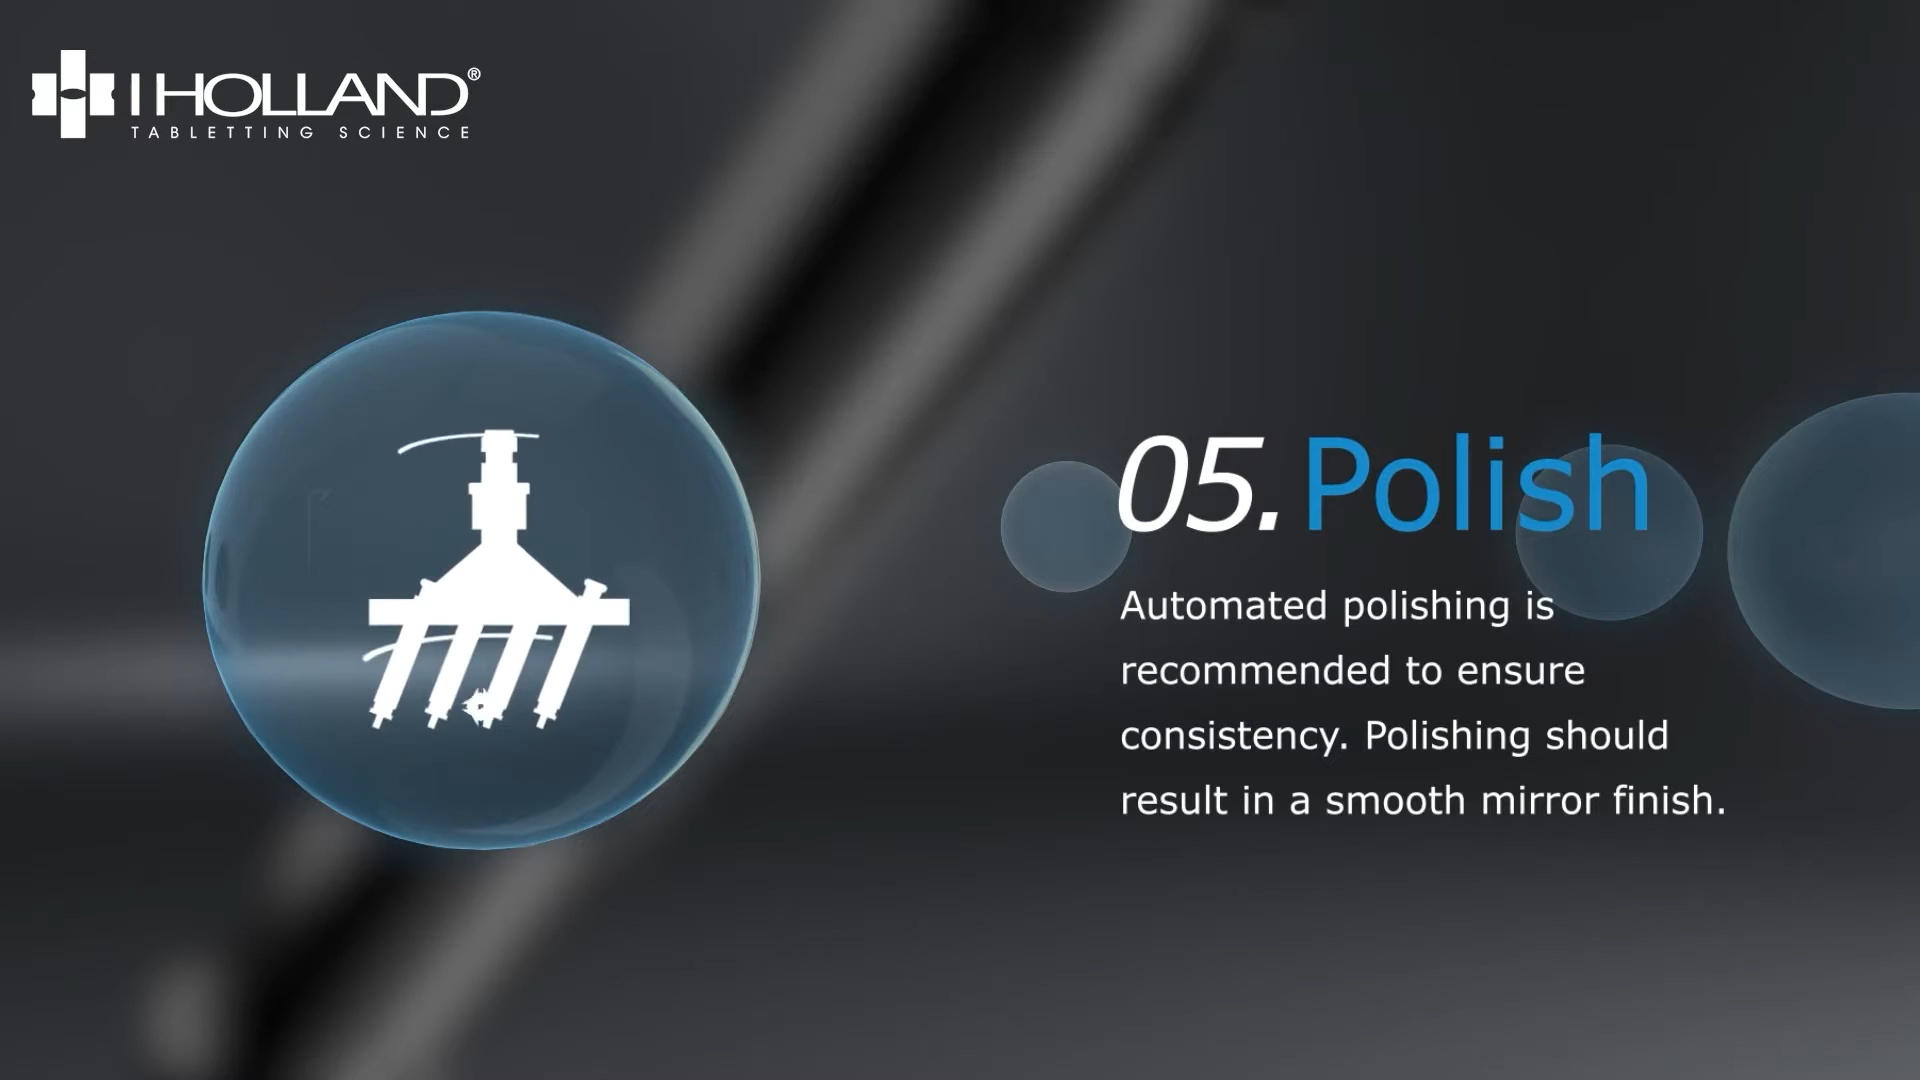 I HOLLAND®
TABLETTING SCIENCE
05. Polish
Automated polishing is
recommended to ensure
consistency. Polishing should
result in a smooth mirror finish.